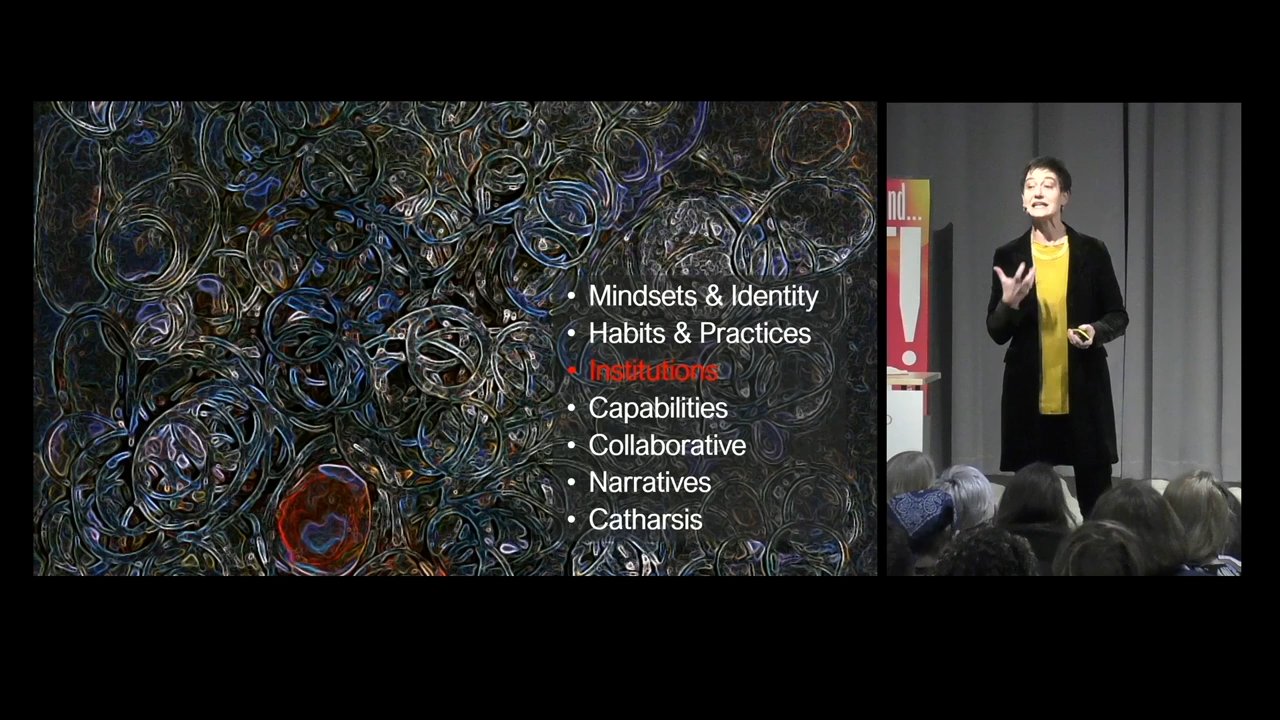 • Mindsets & Identity
• Habits & Practices
• Institutions
• Capabilities
• Collaborative
• Narratives
• Catharsis
nd...
!